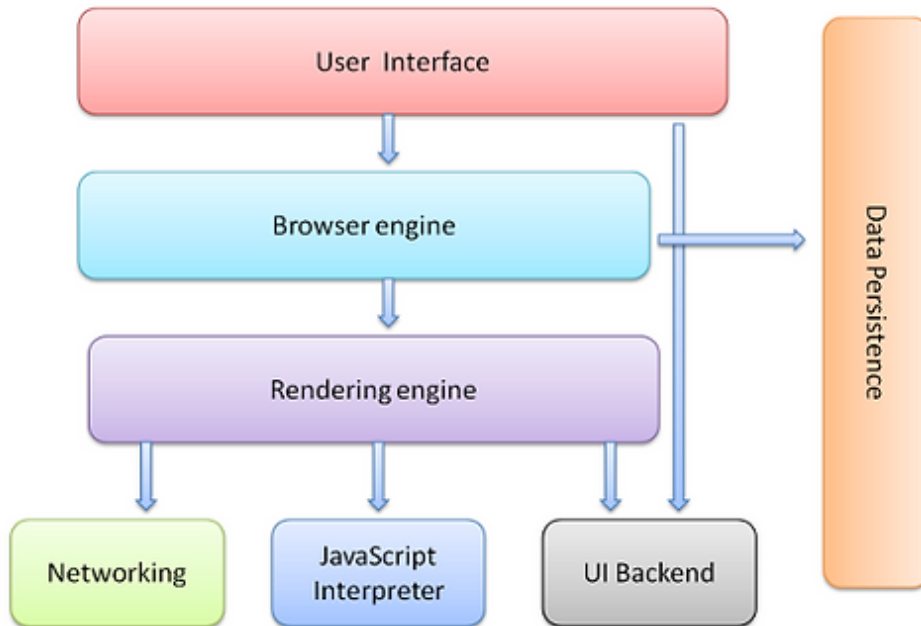 User Interface
Browser engine
Data Persistence
Rendering engine
Networking
JavaScript
Interpreter
UI Backend